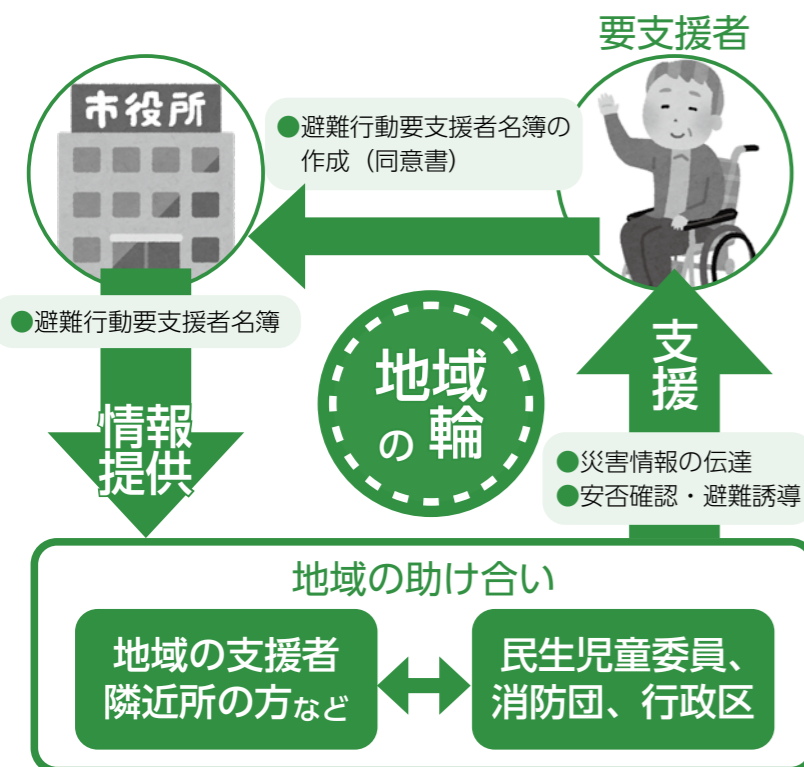 要支援者
市役所
●避難行動要支援者名簿の
作成（同意書）
●避難行動要支援者名簿
情報
提供
地域
の輪
支援
●災害情報の伝達
●安否確認・避難誘導
地域の助け合い
地域の支援者
隣近所の方など
民生児童委員、
消防団、行政区